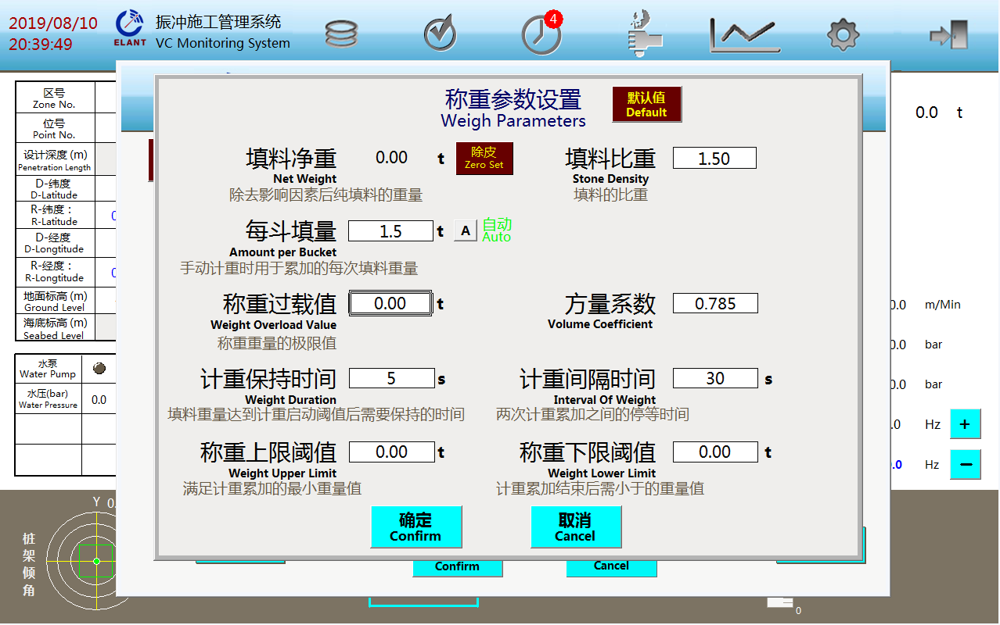 2019/08/10
20:39:49
ELANT
振冲施工管理系统
VC Monitoring System
4
区号
Zone No.
位号
Point No.
设计深度 (m)
Penetration Length
D-纬度
D-Latitude
R-纬度：
R-Latitude
D-经度
D-Longtitude
R-经度：
R-Longtitude
地面标高 (m)
Ground Level
海底标高 (m)
Seabed Level
水泵
Water Pump
水压(bar)
Water Pressure
0.0
Y
桩架倾角
称重参数设置
Weigh Parameters
默认值
Default
填料净重 0.00 t
Net Weight
除去影响因素后纯填料的重量
除皮
Zero Set
填料比重 1.50
Stone Density
填料的比重
每斗填量 1.5 t
Amount per Bucket
手动计重时用于累加的每次填料重量
A
自动
Auto
称重过载值 0.00 t
Weight Overload Value
称重重量的极限值
方量系数 0.785
Volume Coefficient
计重保持时间 5 s
Weight Duration
填料重量达到计重启动阈值后需要保持的时间
计重间隔时间 30 s
Interval Of Weight
两次计重累加之间的停等时间
称重上限阈值 0.00 t
Weight Upper Limit
满足计重累加的最小重量值
称重下限阈值 0.00 t
Weight Lower Limit
计重累加结束后需小于的重量值
确定
Confirm
取消
Cancel
Confirm
Cancel
0.0 t
0.0 m/Min
0.0 bar
0.0 bar
.0 Hz +
.0 Hz −
0